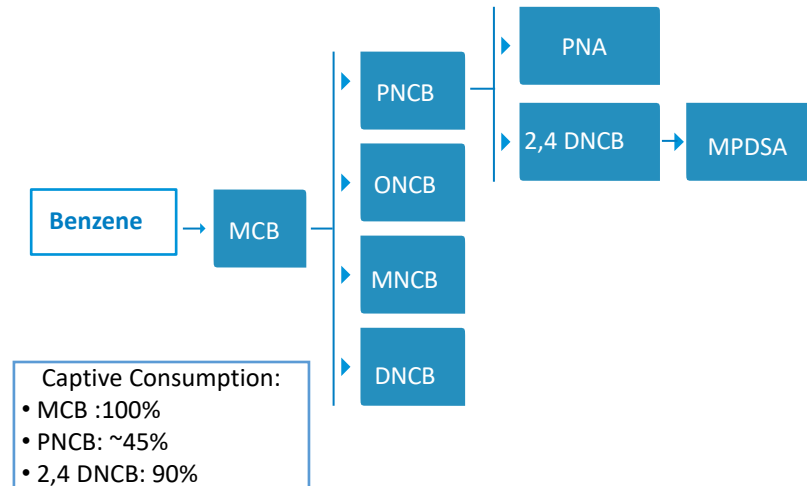 PNA
PNCB
2,4 DNCB
MPDSA
ONCB
Benzene
MCB
MNCB
DNCB
Captive Consumption:
• MCB :100%
• PNCB: ~45%
• 2,4 DNCB: 90%